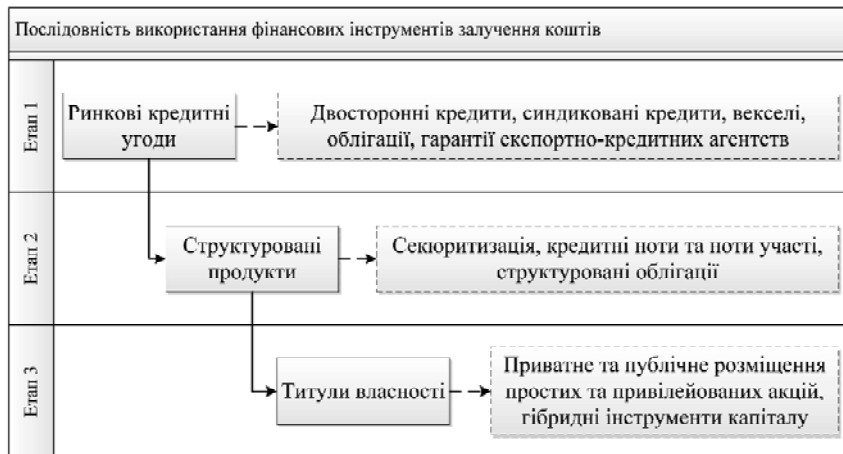 Послідовність використання фінансових інструментів залучення коштів
Етап 1
Ринкові кредитні
угоди
Двосторонні кредити, синдиковані кредити, векселі,
облігації, гарантії експортно-кредитних агентств
Етап 2
Структуровані
продукти
Секюритизація, кредитні ноти та ноти участі,
структуровані облігації
Етап 3
Титули власності
Приватне та публічне розміщення
простих та привілейованих акцій,
гібридні інструменти капіталу